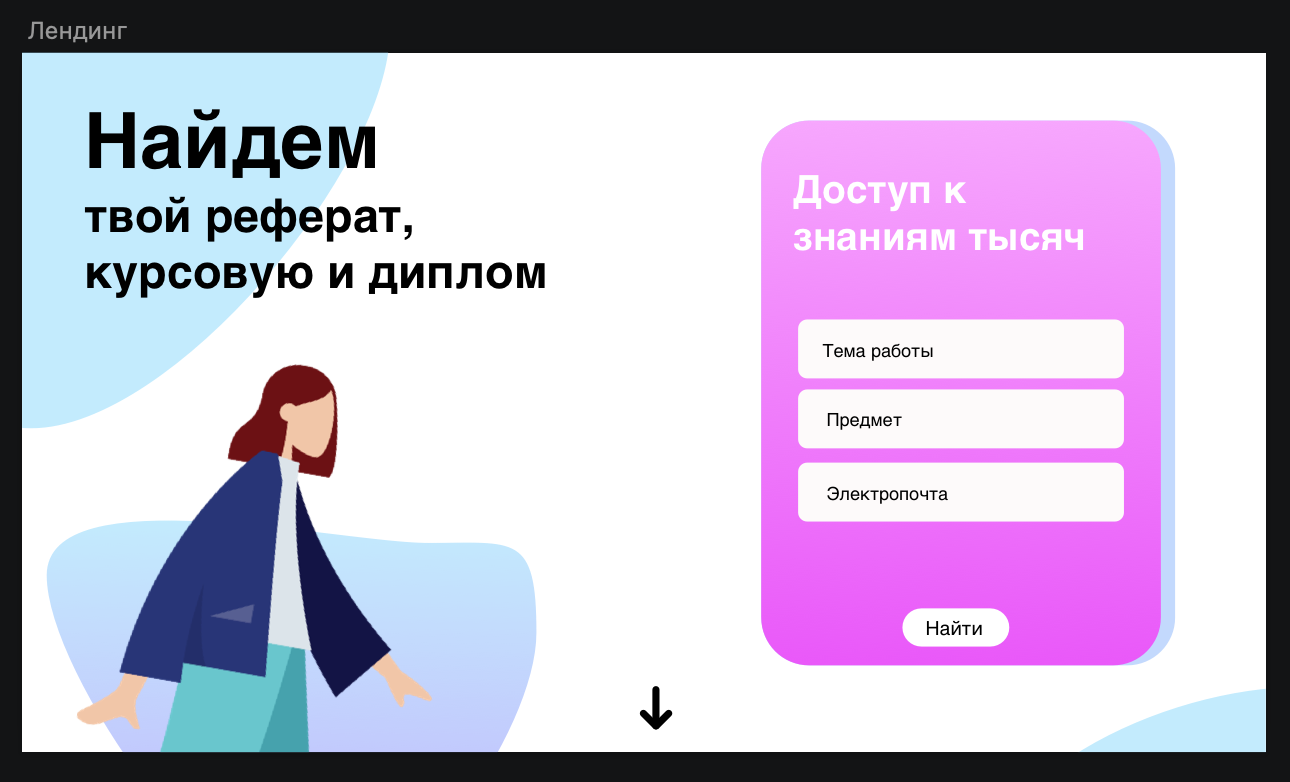 Лендинг
Найдем
твой реферат,
курсовую и диплом
Доступ к
знаниям тысяч
Тема работы
Предмет
Электропочта
Найти